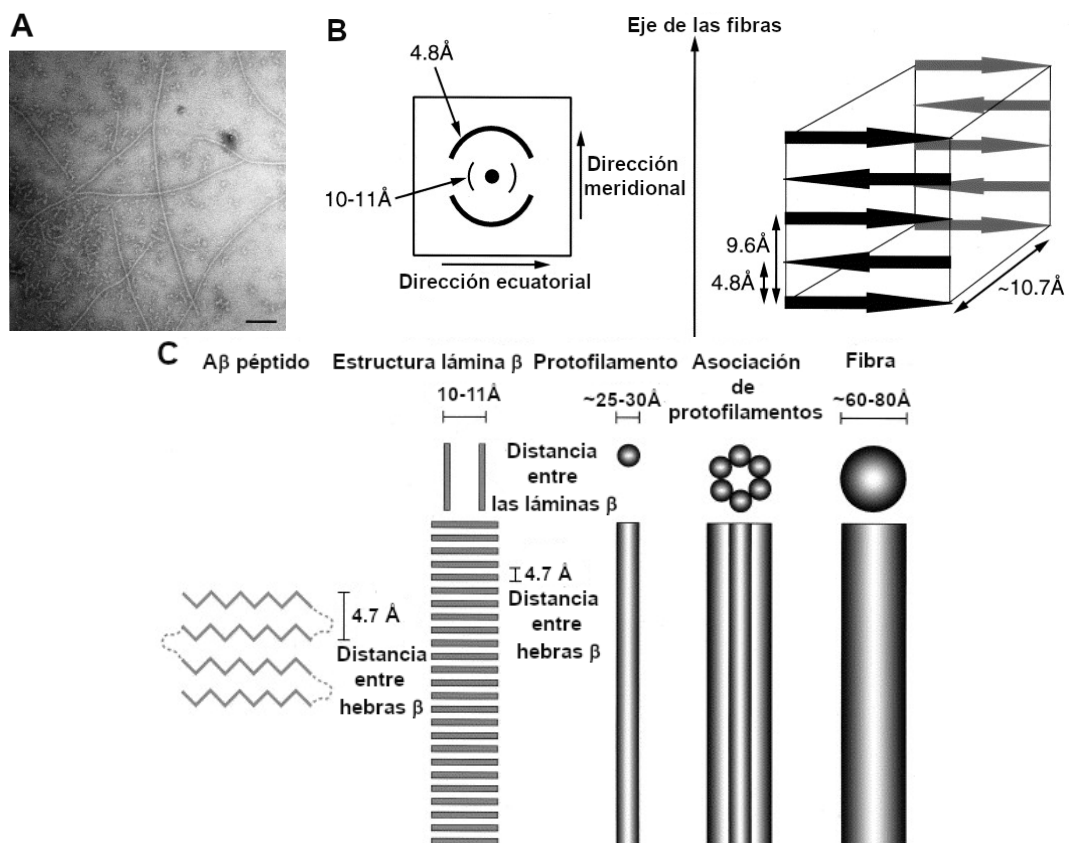 A
B
Eje de las fibras
4.8Å
10-11Å
Dirección
meridional
Dirección ecuatorial
9.6Å
4.8Å
~10.7Å
C
Aβ péptido
Estructura lámina β
10-11Å
Protofilamento
~25-30Å
Asociación
de
protofilamentos
Fibra
~60-80Å
Distancia
entre
las láminas β
4.7 Å
Distancia
entre
hebras β
4.7 Å
Distancia
entre
hebras β